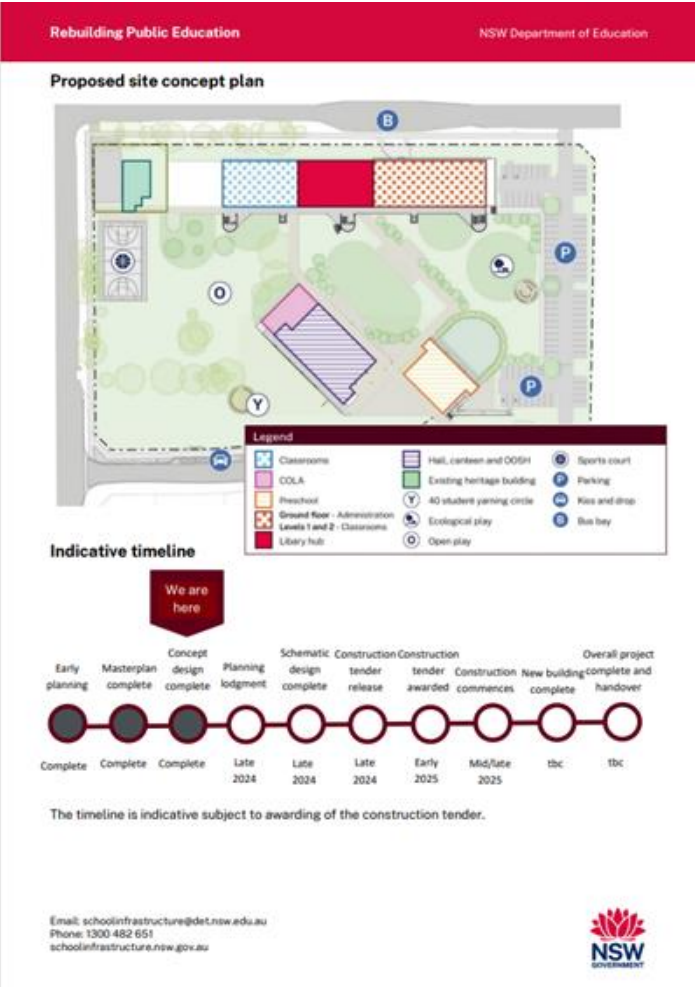 Rebuilding Public Education
NSW Department of Education
Proposed site concept plan
B
P
O
Y
P
Legend
Classrooms
COLA
Preschool
Ground floor - Administration
Levels 1 and 2 - Classrooms
Libary hub
Hall, canteen and OOSH
Existing heritage building
Y 40 student yarning circle
Ecological play
O Open play
Sports court
P Parking
Kiss and drop
B Bus bay
Indicative timeline
We are
here
Early
planning
Masterplan
complete
Concept
design
complete
Planning
lodgment
Schematic
design
complete
Construction
tender
release
Construction
tender
awarded
Construction
commences
New building
complete
Overall project
complete and
handover
Complete
Complete
Complete
Late
2024
Late
2024
Late
2024
Early
2025
Mid/late
2025
tbc
tbc
The timeline is indicative subject to awarding of the construction tender.
Email: schoolinfrastructure@det.nsw.edu.au
Phone: 1300 482 651
schoolinfrastructure.nsw.gov.au
NSW
GOVERNMENT